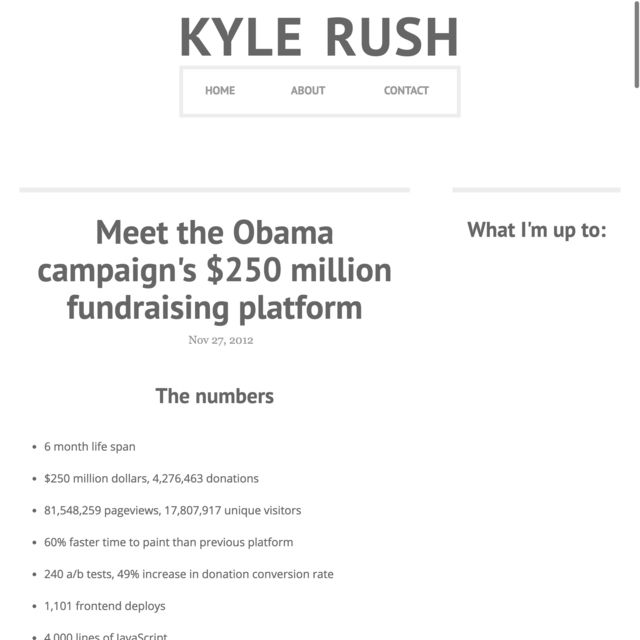 KYLE RUSH
HOME ABOUT CONTACT
Meet the Obama
campaign's $250 million
fundraising platform
Nov 27, 2012
The numbers
• 6 month life span
• $250 million dollars, 4,276,463 donations
• 81,548,259 pageviews, 17,807,917 unique visitors
• 60% faster time to paint than previous platform
• 240 a/b tests, 49% increase in donation conversion rate
• 1,101 frontend deploys
• 4,000 lines of JavaScript
What I'm up to: